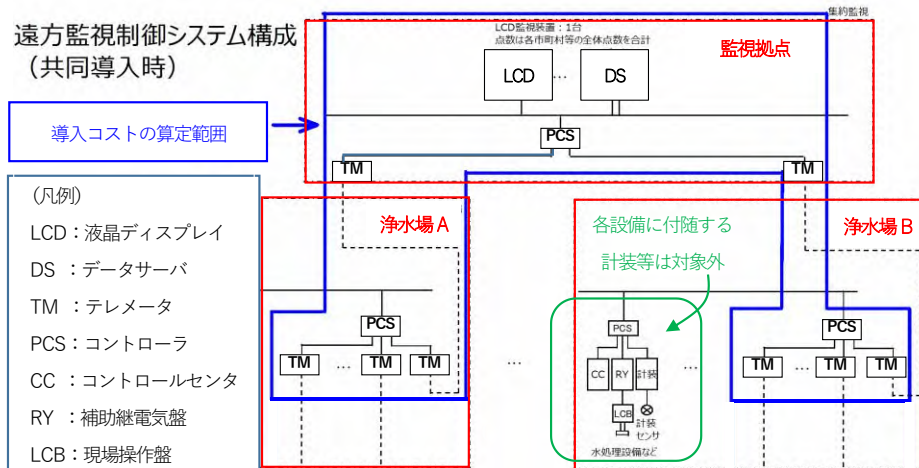 遠方監視制御システム構成
（共同導入時）
導入コストの算定範囲
(凡例)
LCD：液晶ディスプレイ
DS ：データサーバ
TM ：テレメータ
PCS：コントローラ
CC ：コントロールセンタ
RY ：補助継電気盤
LCB：現場操作盤
集約監視
LCD監視装置：1台
点数は各市町村等の全体点数を合計
監視拠点
LCD
…
DS
PCS
TM
TM
浄水場A
PCS
TM
…
TM
TM
…
浄水場B
各設備に付随する
計装等は対象外
PCS
CC
RY
計装
LCB
計装
センサ
水処理設備など
…
PCS
TM
…
TM
TM